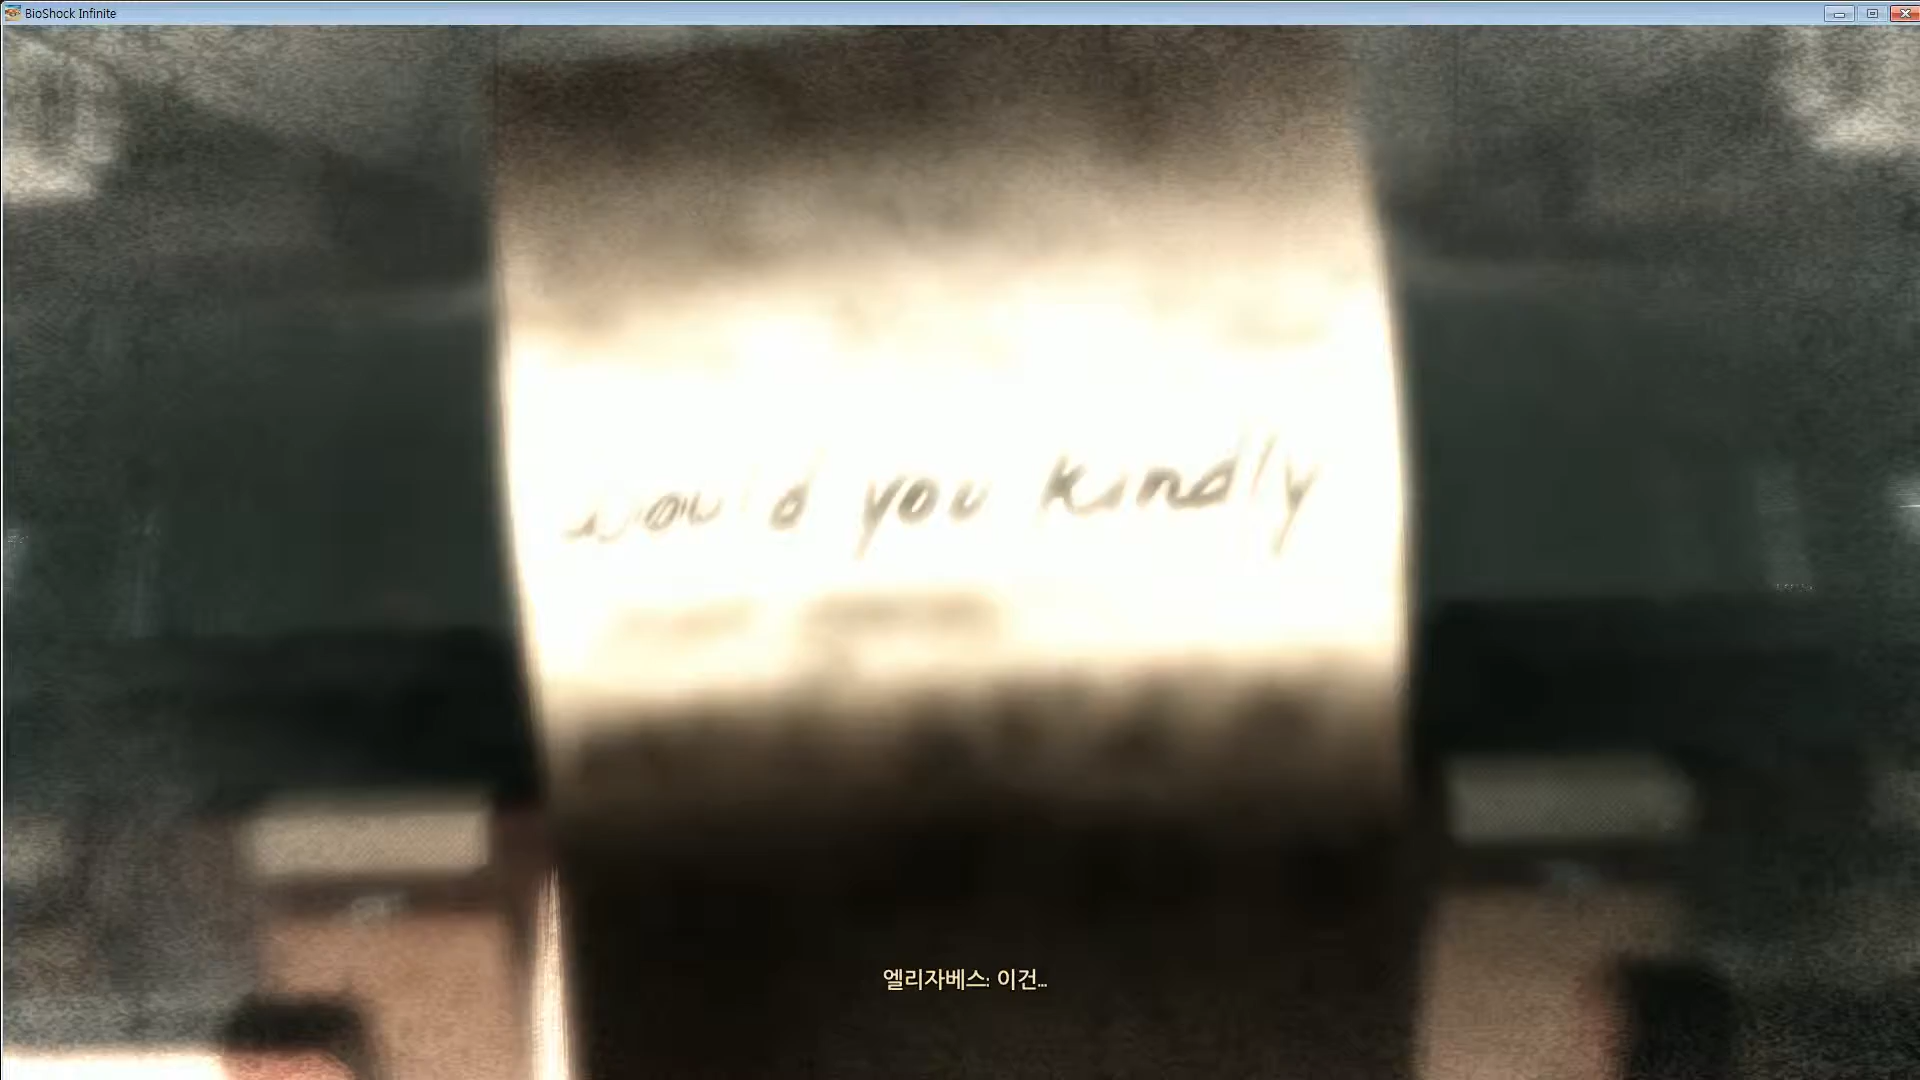 BioShock Infinite
would you kindly
엘리자베스: 이건...